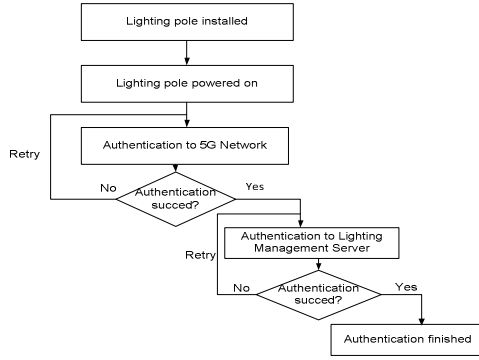 Lighting pole installed
Lighting pole powered on
Authentication to 5G Network
Retry
No
Authentication
succed?
Yes
Authentication to Lighting
Management Server
Retry
No
Authentication
succed?
Yes
Authentication finished